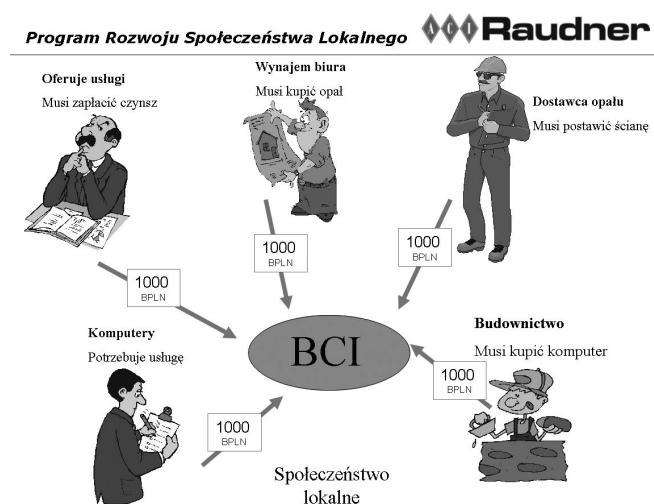 Program Rozwoju Społeczeństwa Lokalnego
ACI Raudner
Oferuje usługi
Musi zapłacić czynsz
Wynajem biura
Musi kupić opał
Dostawca opału
Musi postawić ścianę
1000
BPLN
1000
BPLN
1000
BPLN
Komputery
Potrzebuje usługę
BCI
Budownictwo
Musi kupić komputer
1000
BPLN
1000
BPLN
Społeczeństwo
lokalne